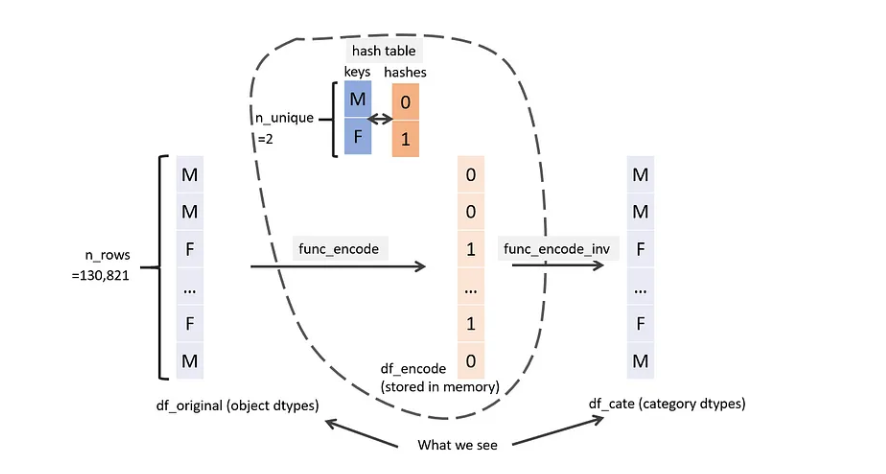 hash table
keys hashes
M 0
F 1
n_unique
=2
n_rows
=130,821
M
M
F
...
F
M
func_encode
0
0
1
...
1
0
func_encode_inv
M
M
F
...
F
M
df_encode
(stored in memory)
df_original (object dtypes)
df_cate (category dtypes)
What we see